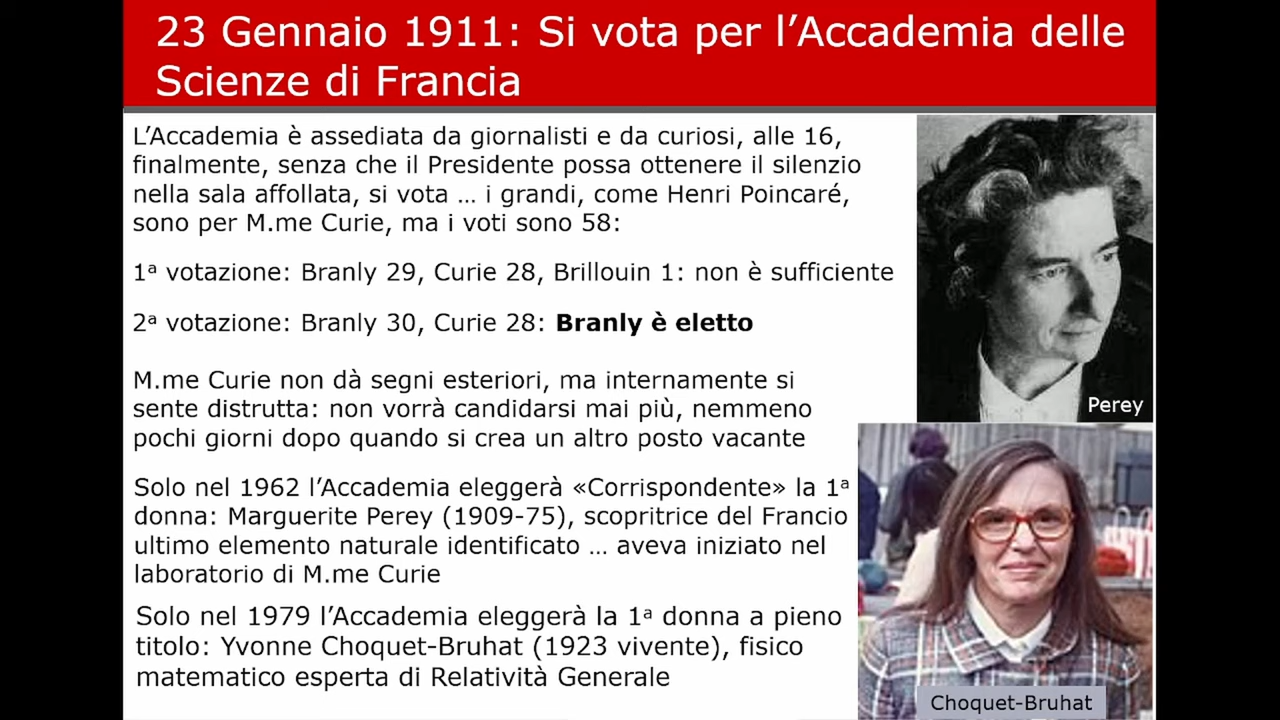 23 Gennaio 1911: Si vota per l’Accademia delle
Scienze di Francia
L’Accademia è assediata da giornalisti e da curiosi, alle 16,
finalmente, senza che il Presidente possa ottenere il silenzio
nella sala affollata, si vota … i grandi, come Henri Poincaré,
sono per M.me Curie, ma i voti sono 58:
1ª votazione: Branly 29, Curie 28, Brillouin 1: non è sufficiente
2ª votazione: Branly 30, Curie 28: Branly è eletto
M.me Curie non dà segni esteriori, ma internamente si
sente distrutta: non vorrà candidarsi mai più, nemmeno
pochi giorni dopo quando si crea un altro posto vacante
Solo nel 1962 l’Accademia eleggerà «Corrispondente» la 1ª
donna: Marguerite Perey (1909-75), scopritrice del Francio
ultimo elemento naturale identificato … aveva iniziato nel
laboratorio di M.me Curie
Solo nel 1979 l’Accademia eleggerà la 1ª donna a pieno
titolo: Yvonne Choquet-Bruhat (1923 vivente), fisico
matematico esperta di Relatività Generale
Perey
Choquet-Bruhat